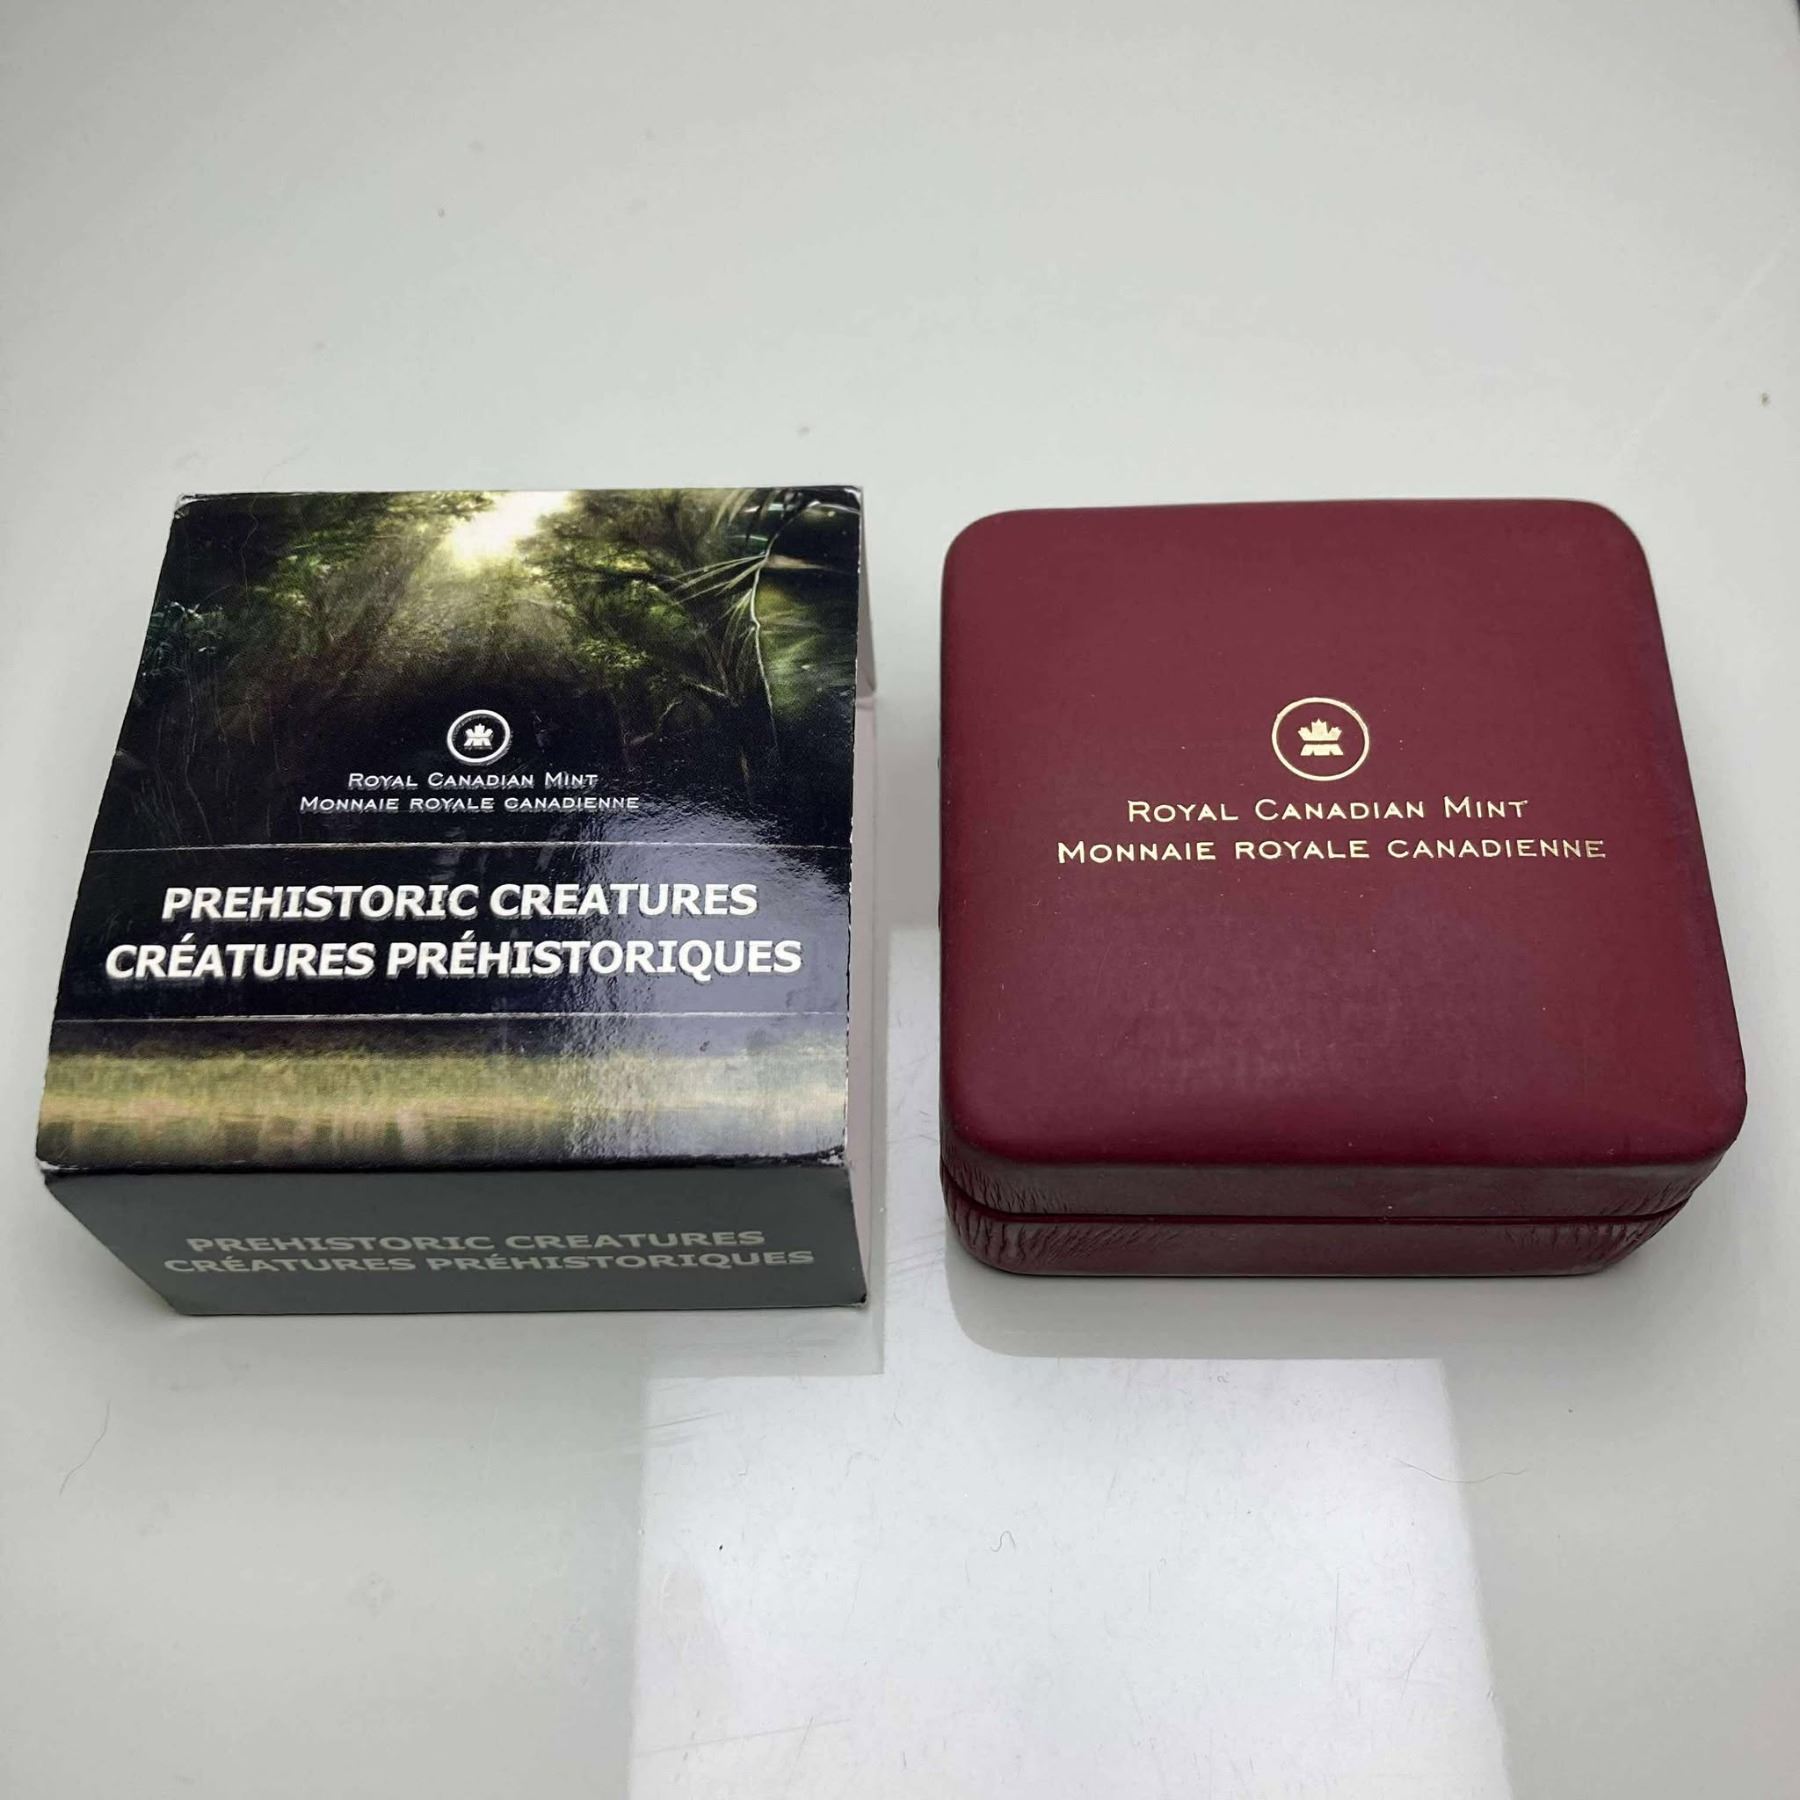 ROYAL CANADIAN MINT
MONNAIE ROYALE CANADIENNE
PREHISTORIC CREATURES
CRÉATURES PRÉHISTORIQUES
PREHISTORIC CREATURES
CRÉATURES PRÉHISTORIQUES
ROYAL CANADIAN MINT
MONNAIE ROYALE CANADIENNE